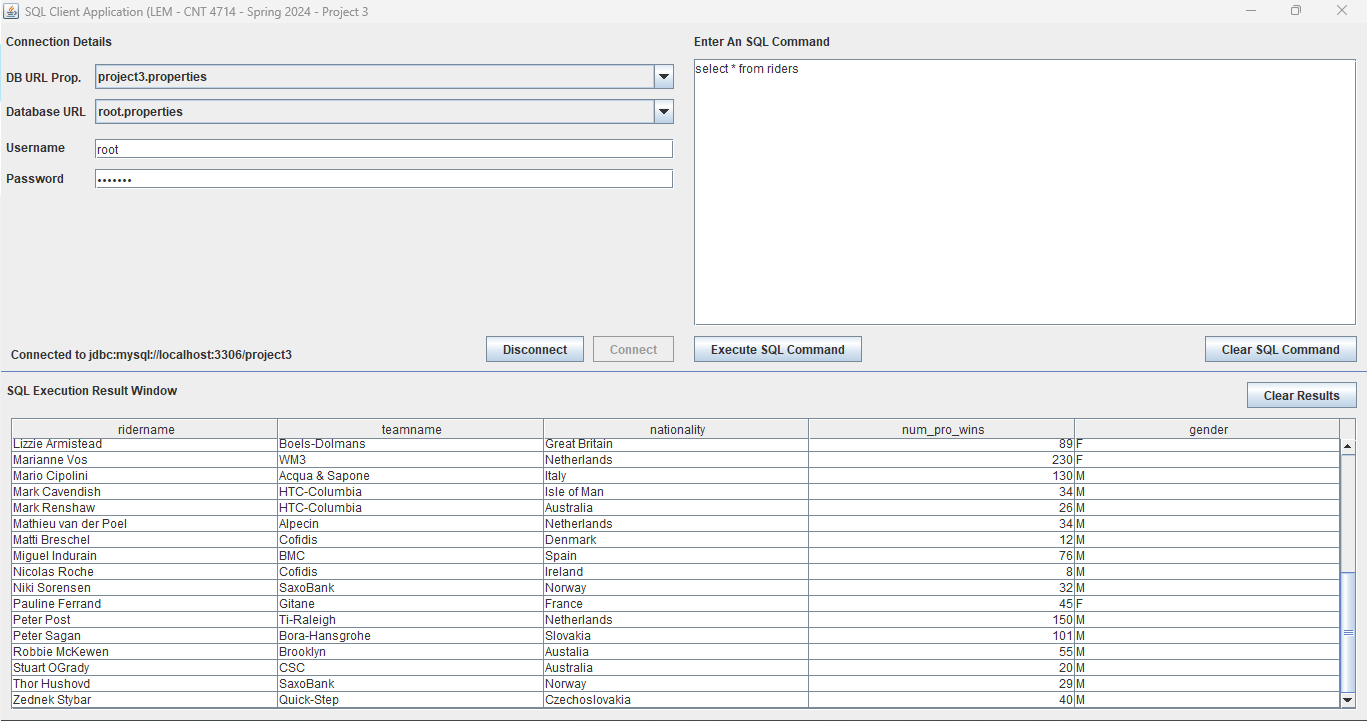 SQL Client Application (LEM - CNT 4714 - Spring 2024 - Project 3
Connection Details
DB URL Prop. project3.properties
Database URL root.properties
Username root
Password •••••••
Connected to jdbc:mysql://localhost:3306/project3
Disconnect Connect
Enter An SQL Command
select * from riders
Execute SQL Command Clear SQL Command
SQL Execution Result Window
Clear Results
ridername teamname nationality num_pro_wins gender
Lizzie Armistead Boels-Dolmans Great Britain 89 F
Marianne Vos WM3 Netherlands 230 F
Mario Cipolini Acqua & Sapone Italy 130 M
Mark Cavendish HTC-Columbia Isle of Man 34 M
Mark Renshaw HTC-Columbia Australia 26 M
Mathieu van der Poel Alpecin Netherlands 34 M
Matti Breschel Cofidis Denmark 12 M
Miguel Indurain BMC Spain 76 M
Nicolas Roche Cofidis Ireland 8 M
Niki Sorensen SaxoBank Norway 32 M
Pauline Ferrand Gitane France 45 F
Peter Post Ti-Raleigh Netherlands 150 M
Peter Sagan Bora-Hansgrohe Slovakia 101 M
Robbie McKewen Brooklyn Austalia 55 M
Stuart OGrady CSC Australia 20 M
Thor Hushovd SaxoBank Norway 29 M
Zednek Stybar Quick-Step Czechoslovakia 40 M